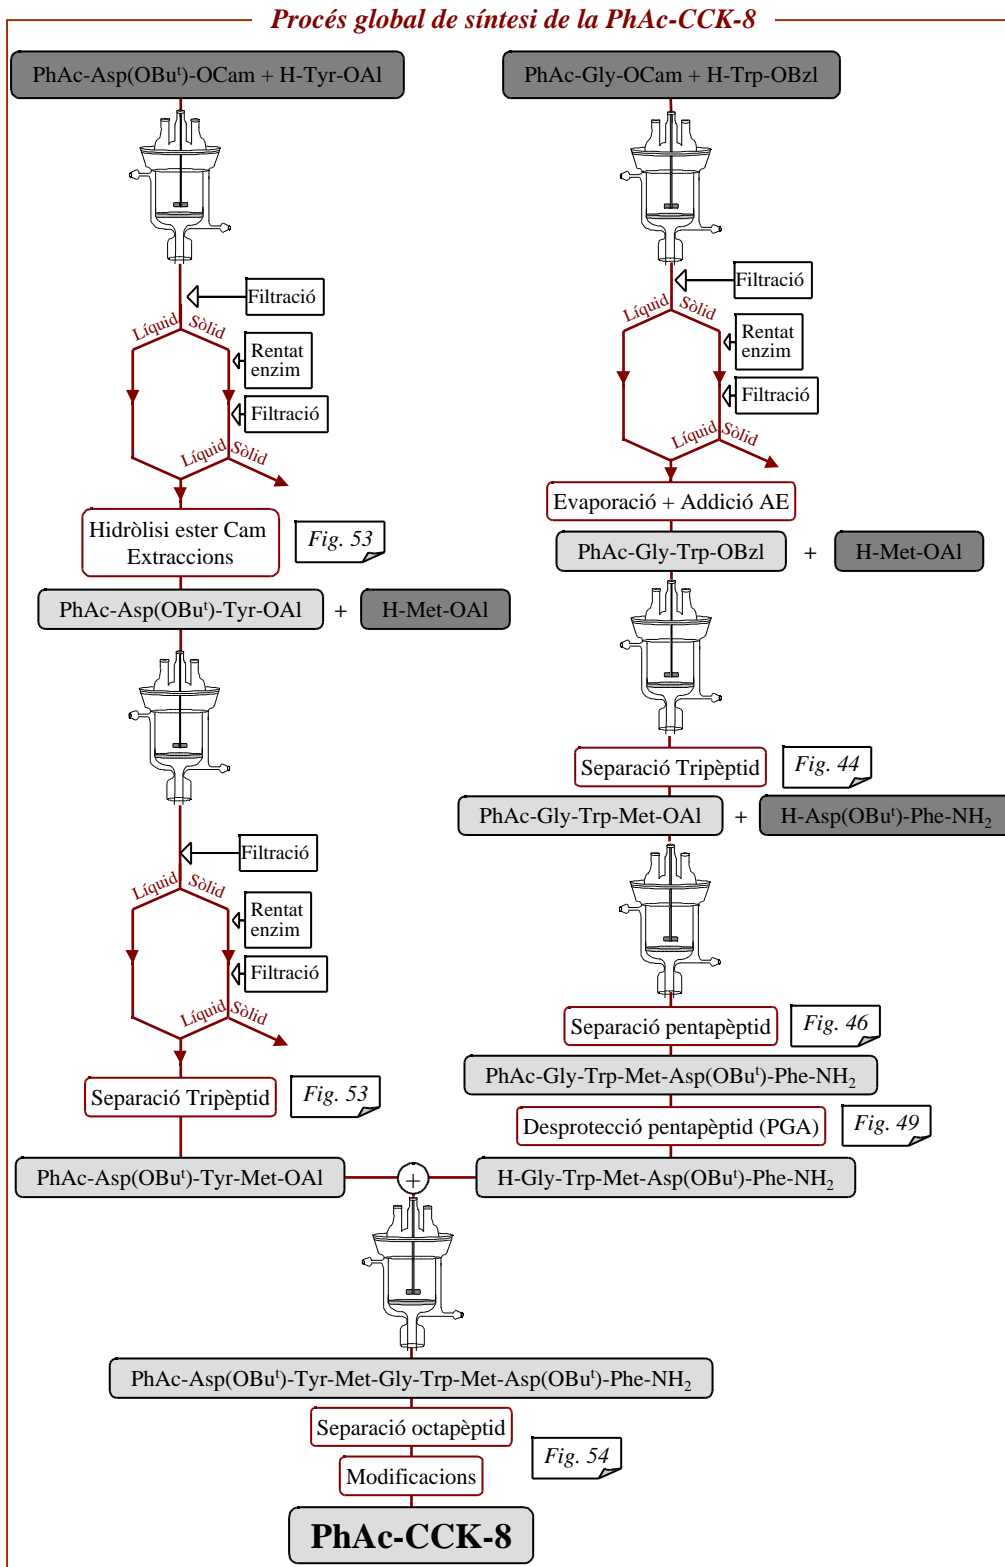 Procés global de síntesi de la PhAc-CCK-8
PhAc-Asp(OBuᵗ)-OCam + H-Tyr-OAl
Filtració
Líquid
Sòlid
Rentat
enzim
Filtració
Líquid
Sòlid
Hidròlisi ester Cam
Extraccions
Fig. 53
PhAc-Asp(OBuᵗ)-Tyr-OAl + H-Met-OAl
Filtració
Líquid
Sòlid
Rentat
enzim
Filtració
Líquid
Sòlid
Separació Tripèptid
Fig. 53
PhAc-Asp(OBuᵗ)-Tyr-Met-OAl
PhAc-Gly-OCam + H-Trp-OBzl
Filtració
Líquid
Sòlid
Rentat
enzim
Filtració
Líquid
Sòlid
Evaporació + Addició AE
PhAc-Gly-Trp-OBzl + H-Met-OAl
Separació Tripèptid
Fig. 44
PhAc-Gly-Trp-Met-OAl + H-Asp(OBuᵗ)-Phe-NH₂
Separació pentapèptid
Fig. 46
PhAc-Gly-Trp-Met-Asp(OBuᵗ)-Phe-NH₂
Desprotecció pentapèptid (PGA)
Fig. 49
+
H-Gly-Trp-Met-Asp(OBuᵗ)-Phe-NH₂
PhAc-Asp(OBuᵗ)-Tyr-Met-Gly-Trp-Met-Asp(OBuᵗ)-Phe-NH₂
Separació octapèptid
Fig. 54
Modificacions
PhAc-CCK-8